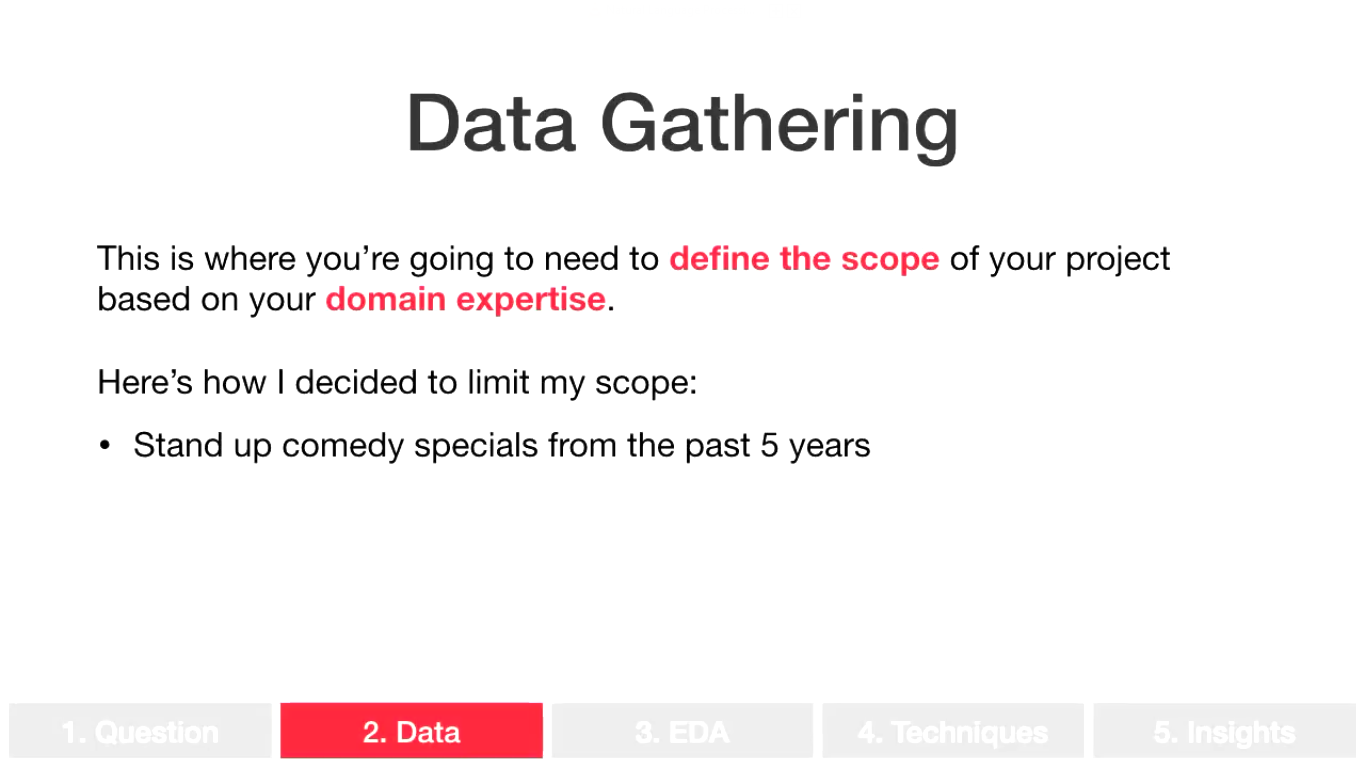 Data Gathering
This is where you’re going to need to define the scope of your project
based on your domain expertise.
Here’s how I decided to limit my scope:
• Stand up comedy specials from the past 5 years
1. Question
2. Data
3. EDA
4. Techniques
5. Insights